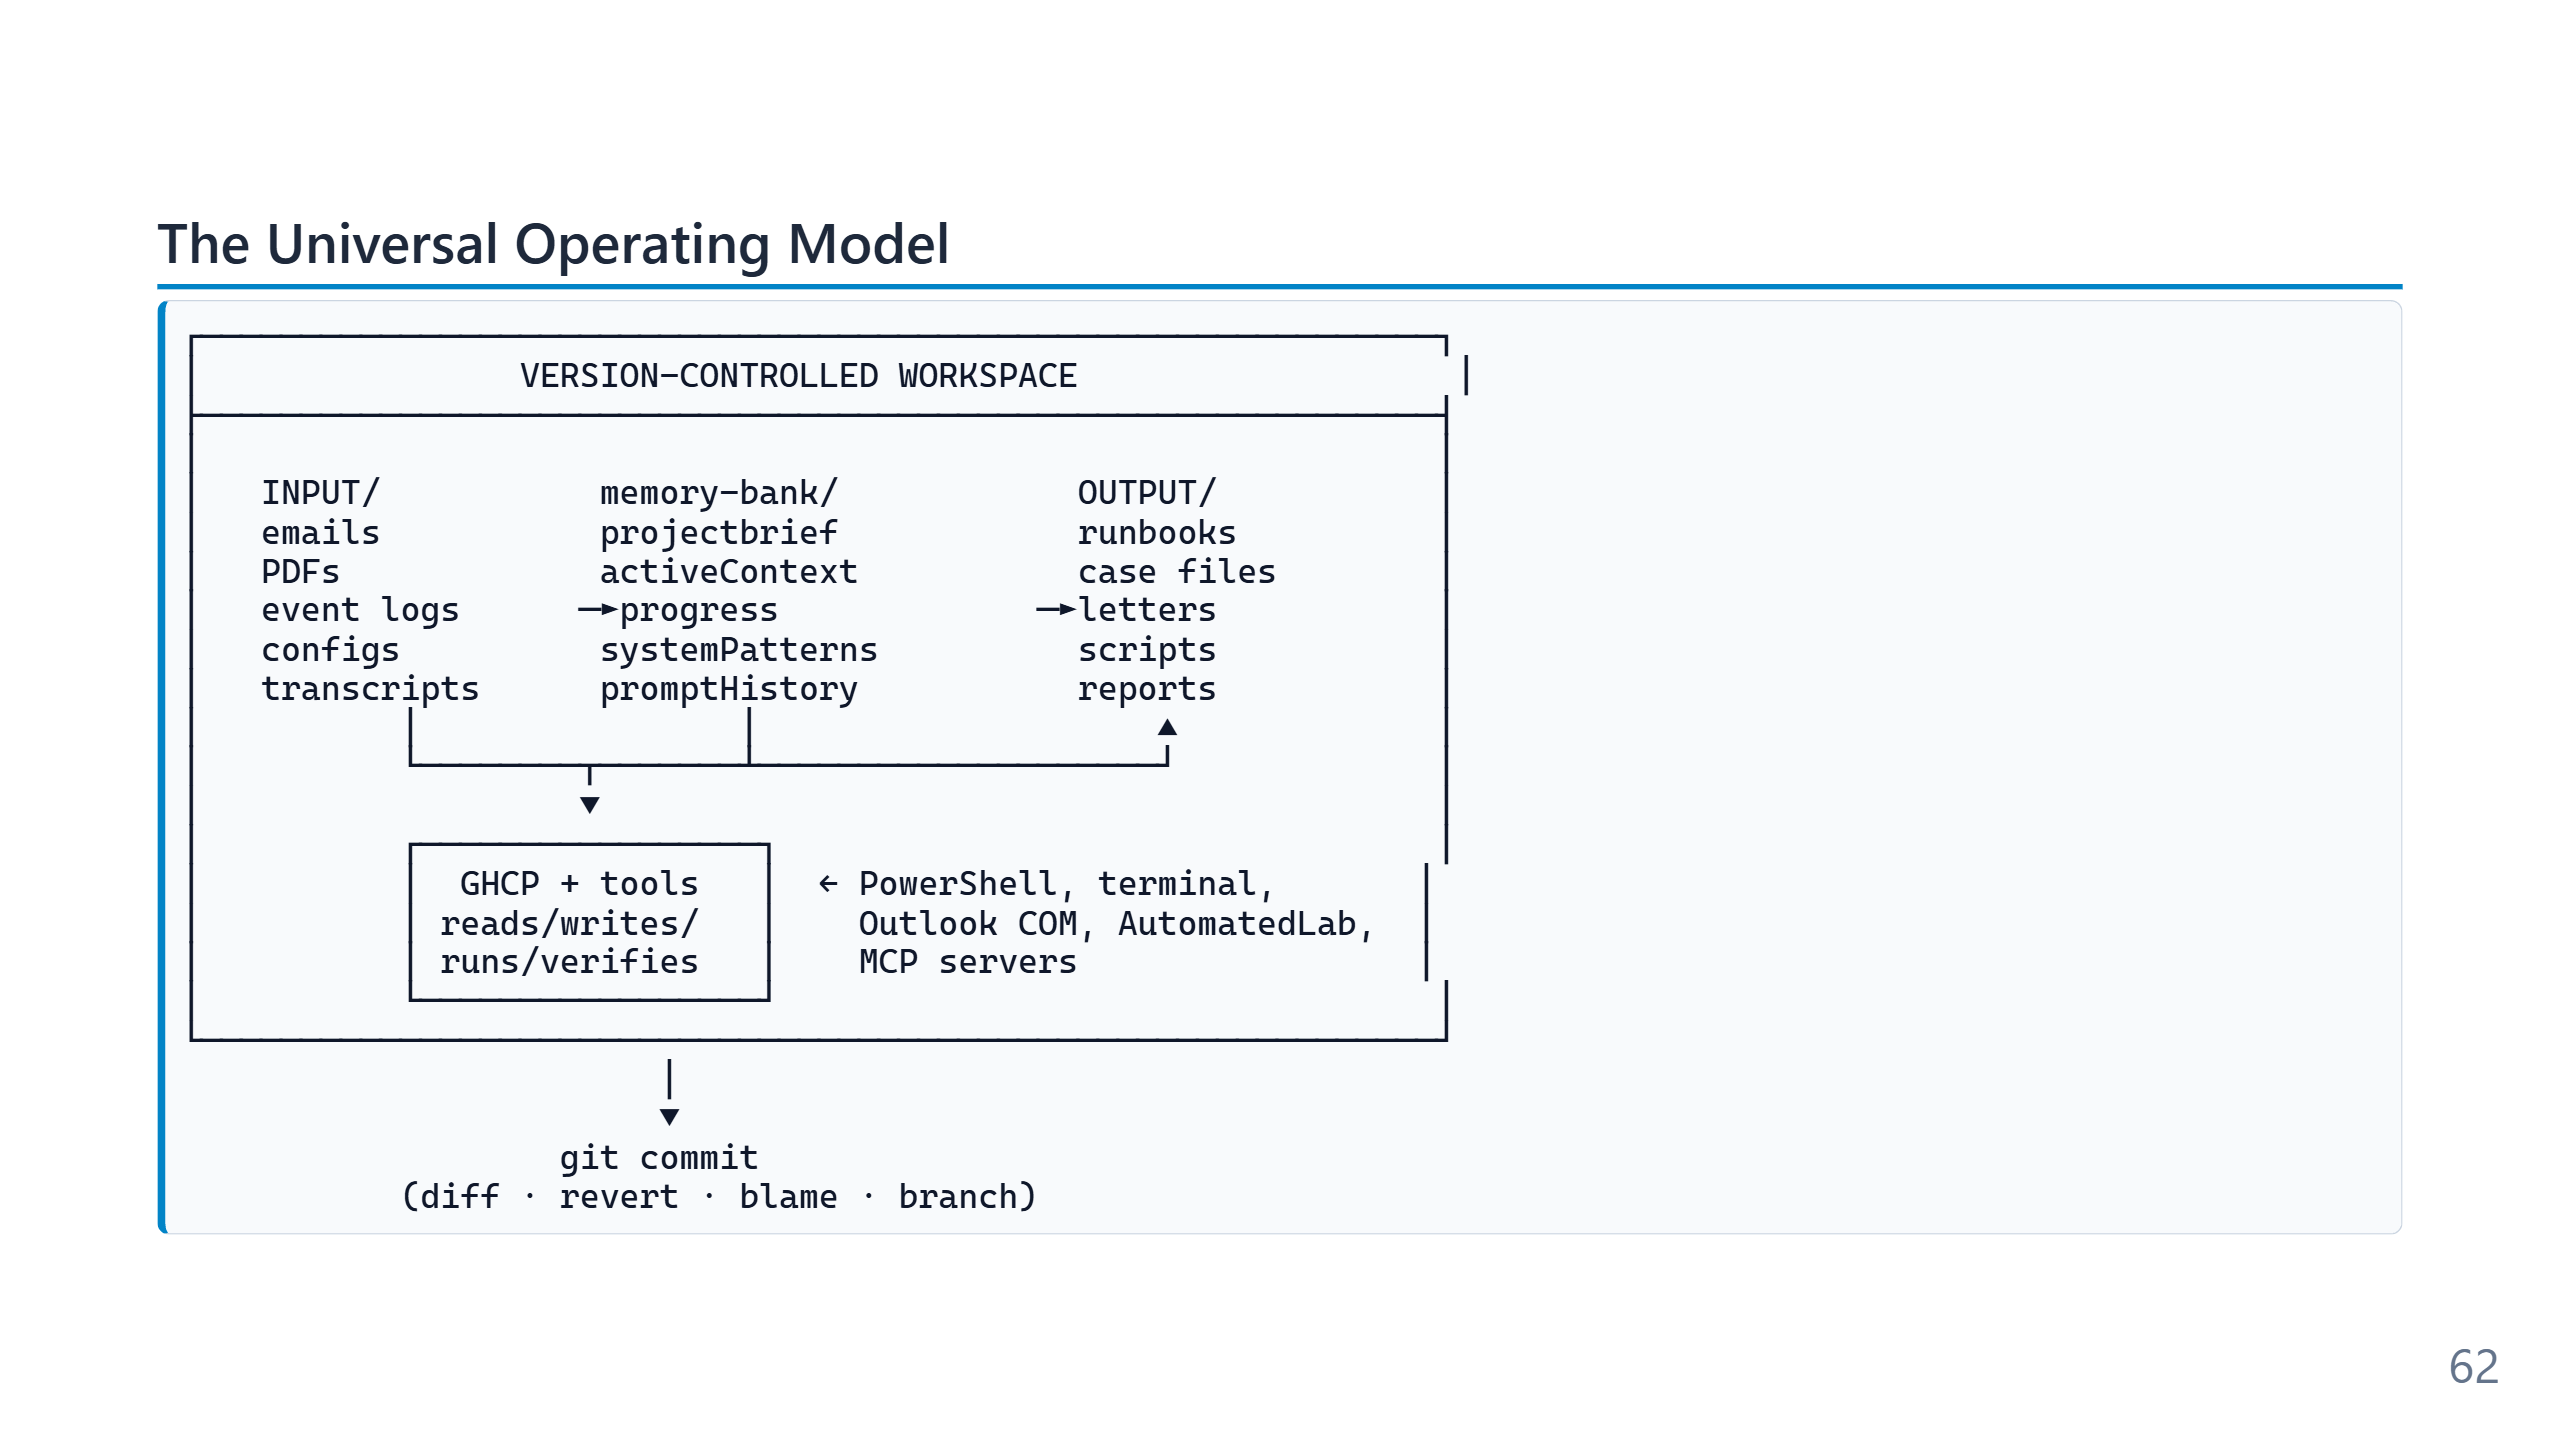 The Universal Operating Model
VERSION-CONTROLLED WORKSPACE
INPUT/ memory-bank/ OUTPUT/
emails projectbrief runbooks
PDFs activeContext case files
event logs ─►progress ─►letters
configs systemPatterns scripts
transcripts promptHistory reports
GHCP + tools ← PowerShell, terminal,
reads/writes/ Outlook COM, AutomatedLab,
runs/verifies MCP servers
git commit
(diff · revert · blame · branch)
62